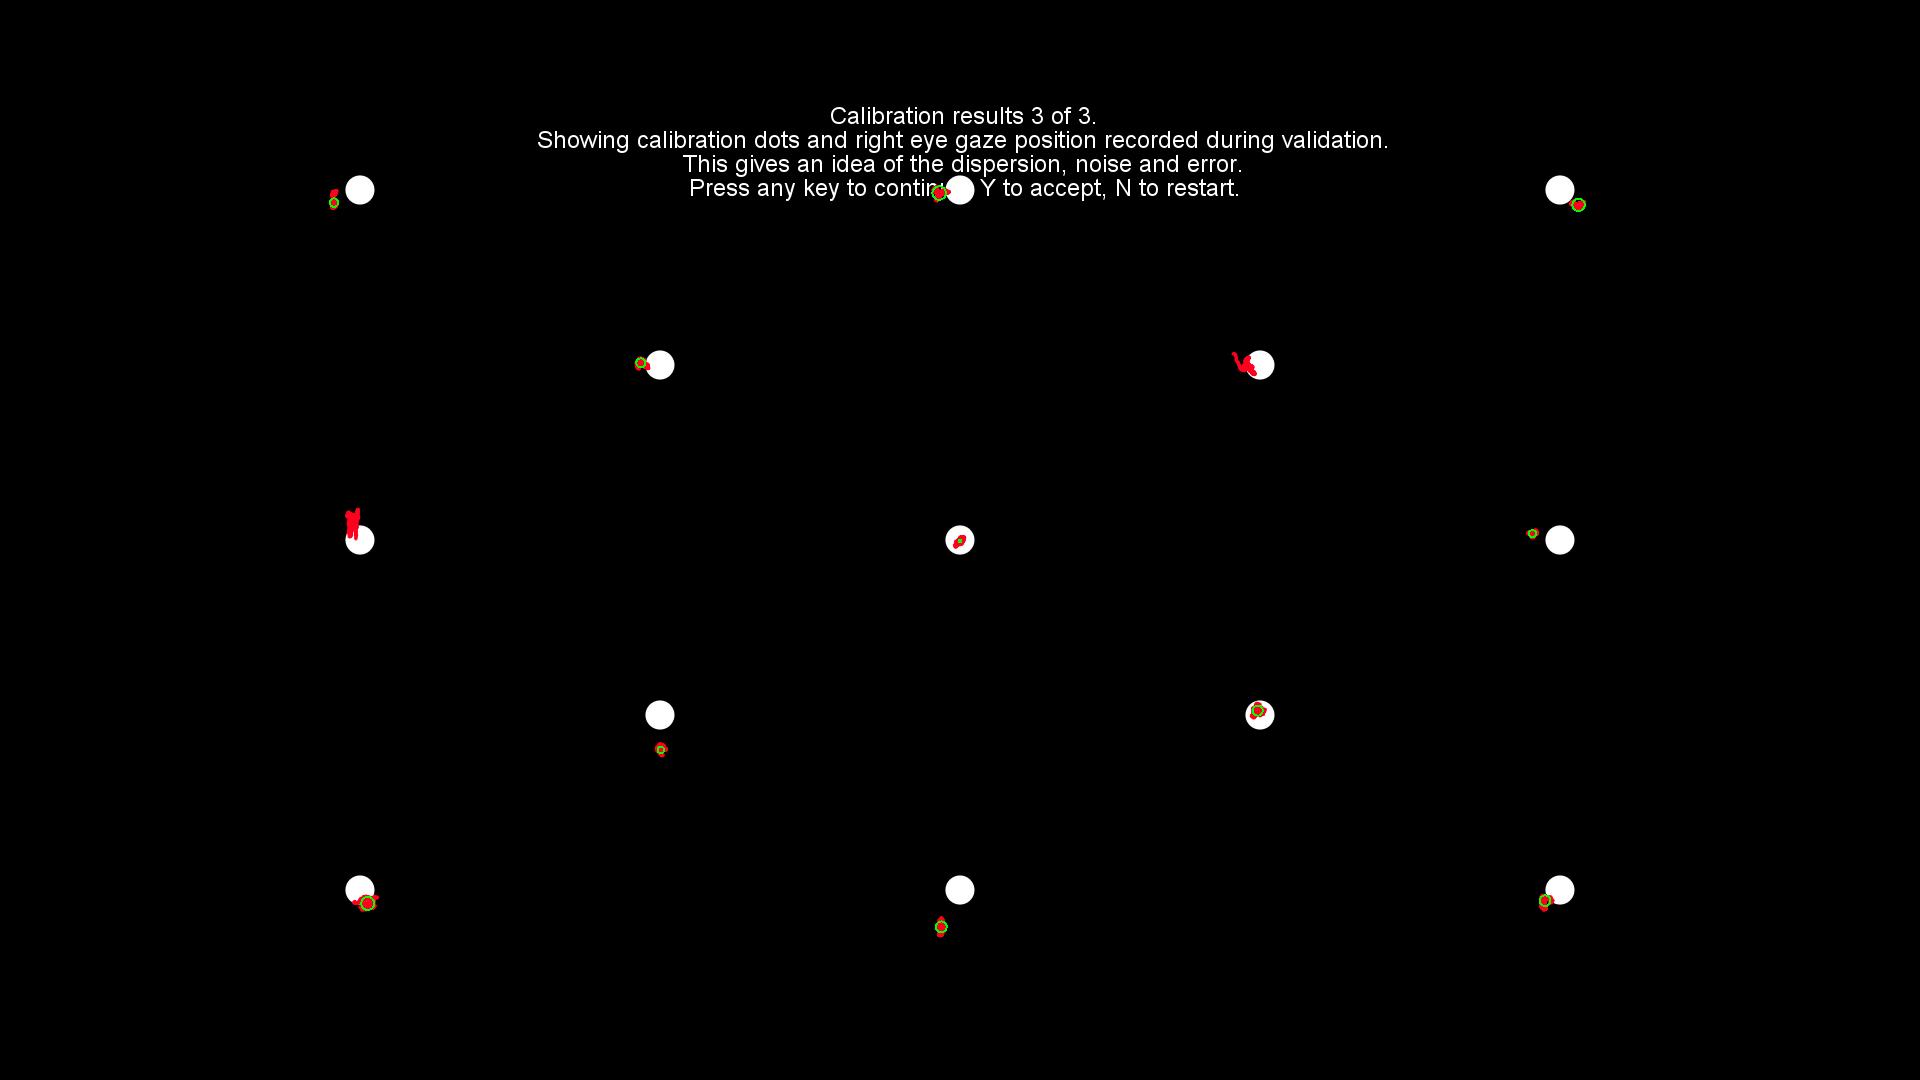 Calibration results 3 of 3.
Showing calibration dots and right eye gaze position recorded during validation.
This gives an idea of the dispersion, noise and error.
Press any key to contin Y to accept, N to restart.